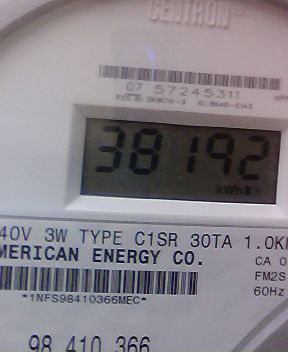 CENTRON®
07 57245311
38192
kWh
40V 3W TYPE C1SR 30TA 1.0K
MERICAN ENERGY CO.
CA 0
FM2S
60Hz
*1NFS98410366MEC*
98 410 366